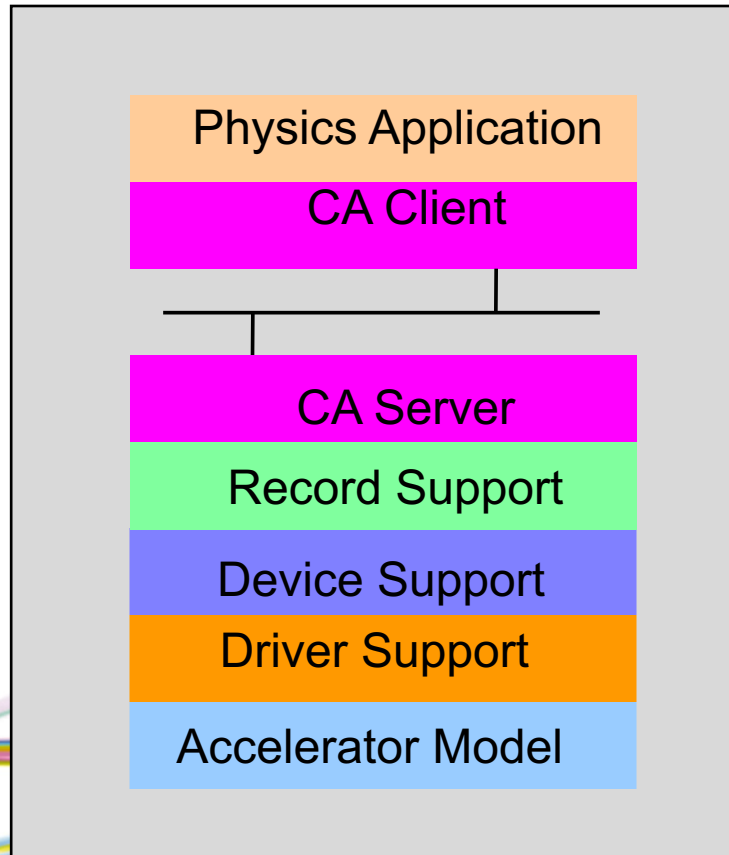 Physics Application
CA Client
CA Server
Record Support
Device Support
Driver Support
Accelerator Model